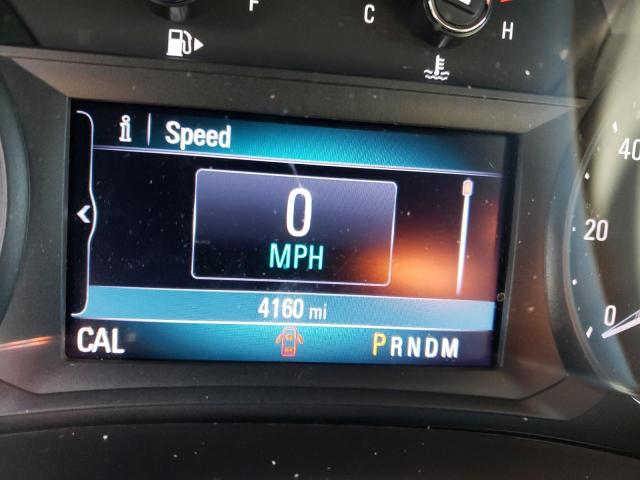 F
C
H
i | Speed
0
MPH
4160 mi
CAL
PRNDM
40
20
0